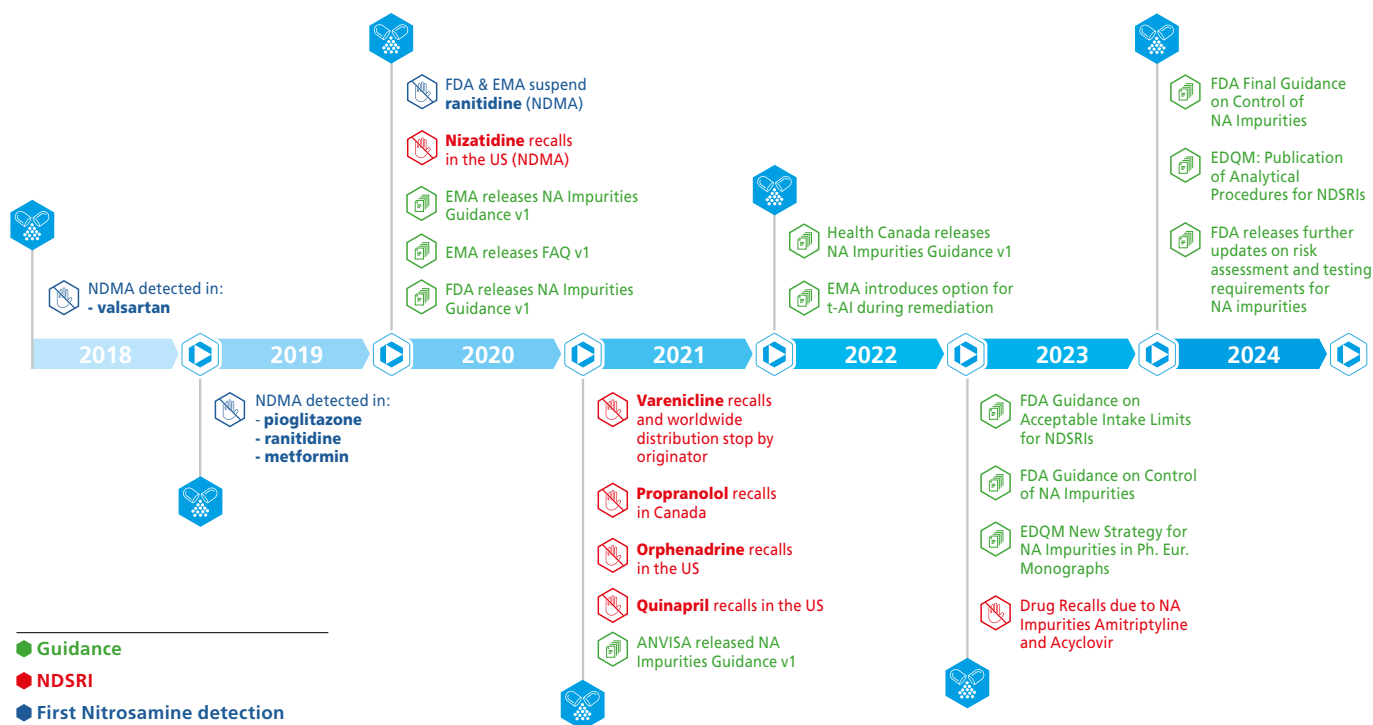 FDA & EMA suspend
ranitidine (NDMA)
Nizatidine recalls
in the US (NDMA)
EMA releases NA Impurities
Guidance v1
EMA releases FAQ v1
FDA releases NA Impurities
Guidance v1
FDA Final Guidance
on Control of
NA Impurities
EDQM: Publication
of Analytical
Procedures for NDSRIs
FDA releases further
updates on risk
assessment and testing
requirements for
NA impurities
Health Canada releases
NA Impurities Guidance v1
EMA introduces option for
t-AI during remediation
NDMA detected in:
- valsartan
2018
2019
2020
2021
2022
2023
2024
NDMA detected in:
- pioglitazone
- ranitidine
- metformin
Varenicline recalls
and worldwide
distribution stop by
originator
Propranolol recalls
in Canada
Orphenadrine recalls
in the US
Quinapril recalls in the US
ANVISA released NA
Impurities Guidance v1
FDA Guidance on
Acceptable Intake Limits
for NDSRIs
FDA Guidance on Control
of NA Impurities
EDQM New Strategy for
NA Impurities in Ph. Eur.
Monographs
Drug Recalls due to NA
Impurities Amitriptyline
and Acyclovir
Guidance
NDSRI
First Nitrosamine detection